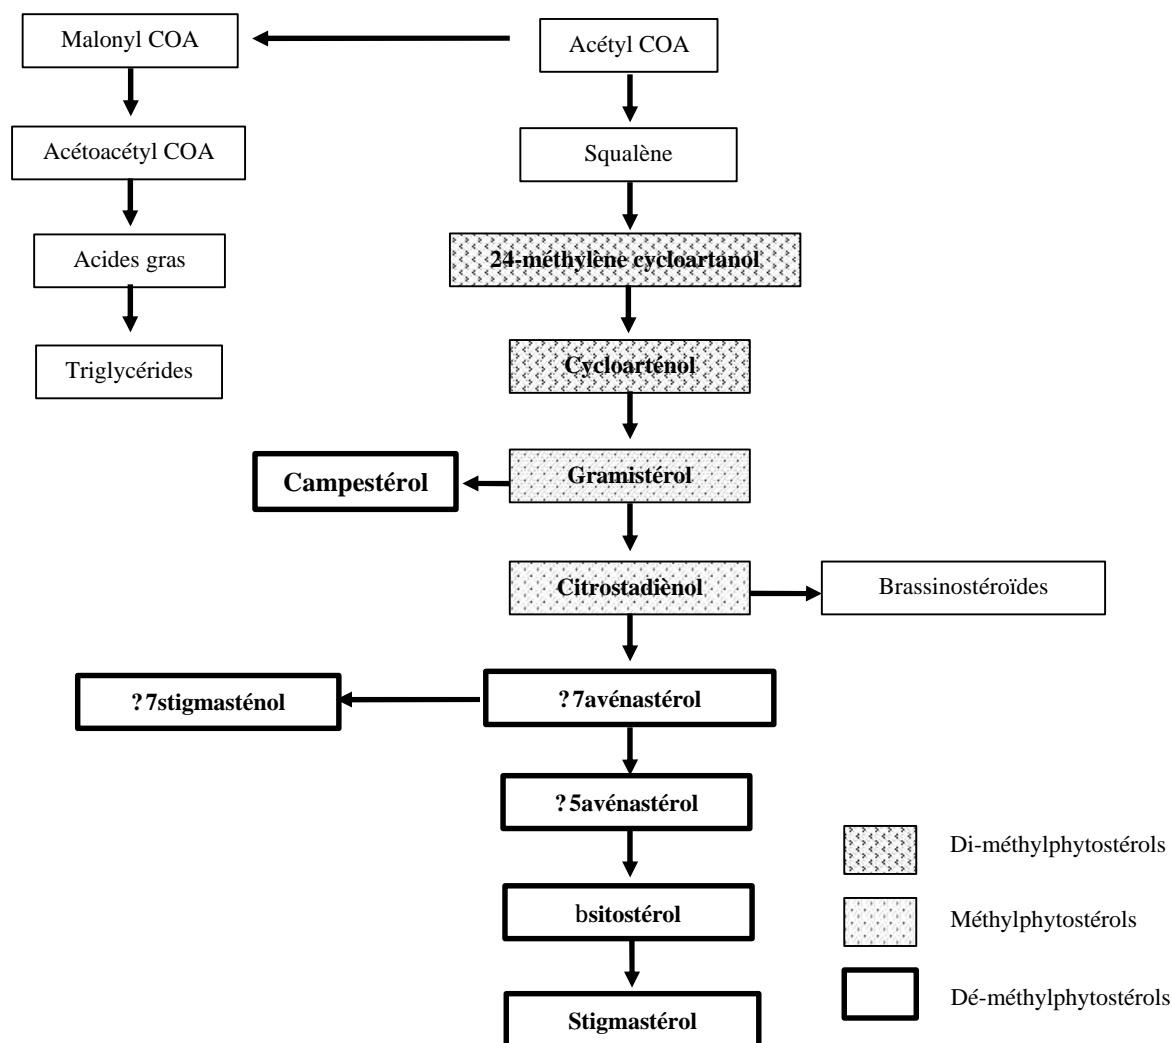 Malonyl COA
Acétyl COA
Acétoacétyl COA
Squalène
Acides gras
24-méthylène cycloartanol
Triglycérides
Cycloarténol
Campestérol
Gramistérol
Citrostadiènol
Brassinostéroïdes
?7stigmasténol
?7avénastérol
?5avénastérol
Di-méthylphytostérols
bsitostérol
Méthylphytostérols
Dé-méthylphytostérols
Stigmastérol